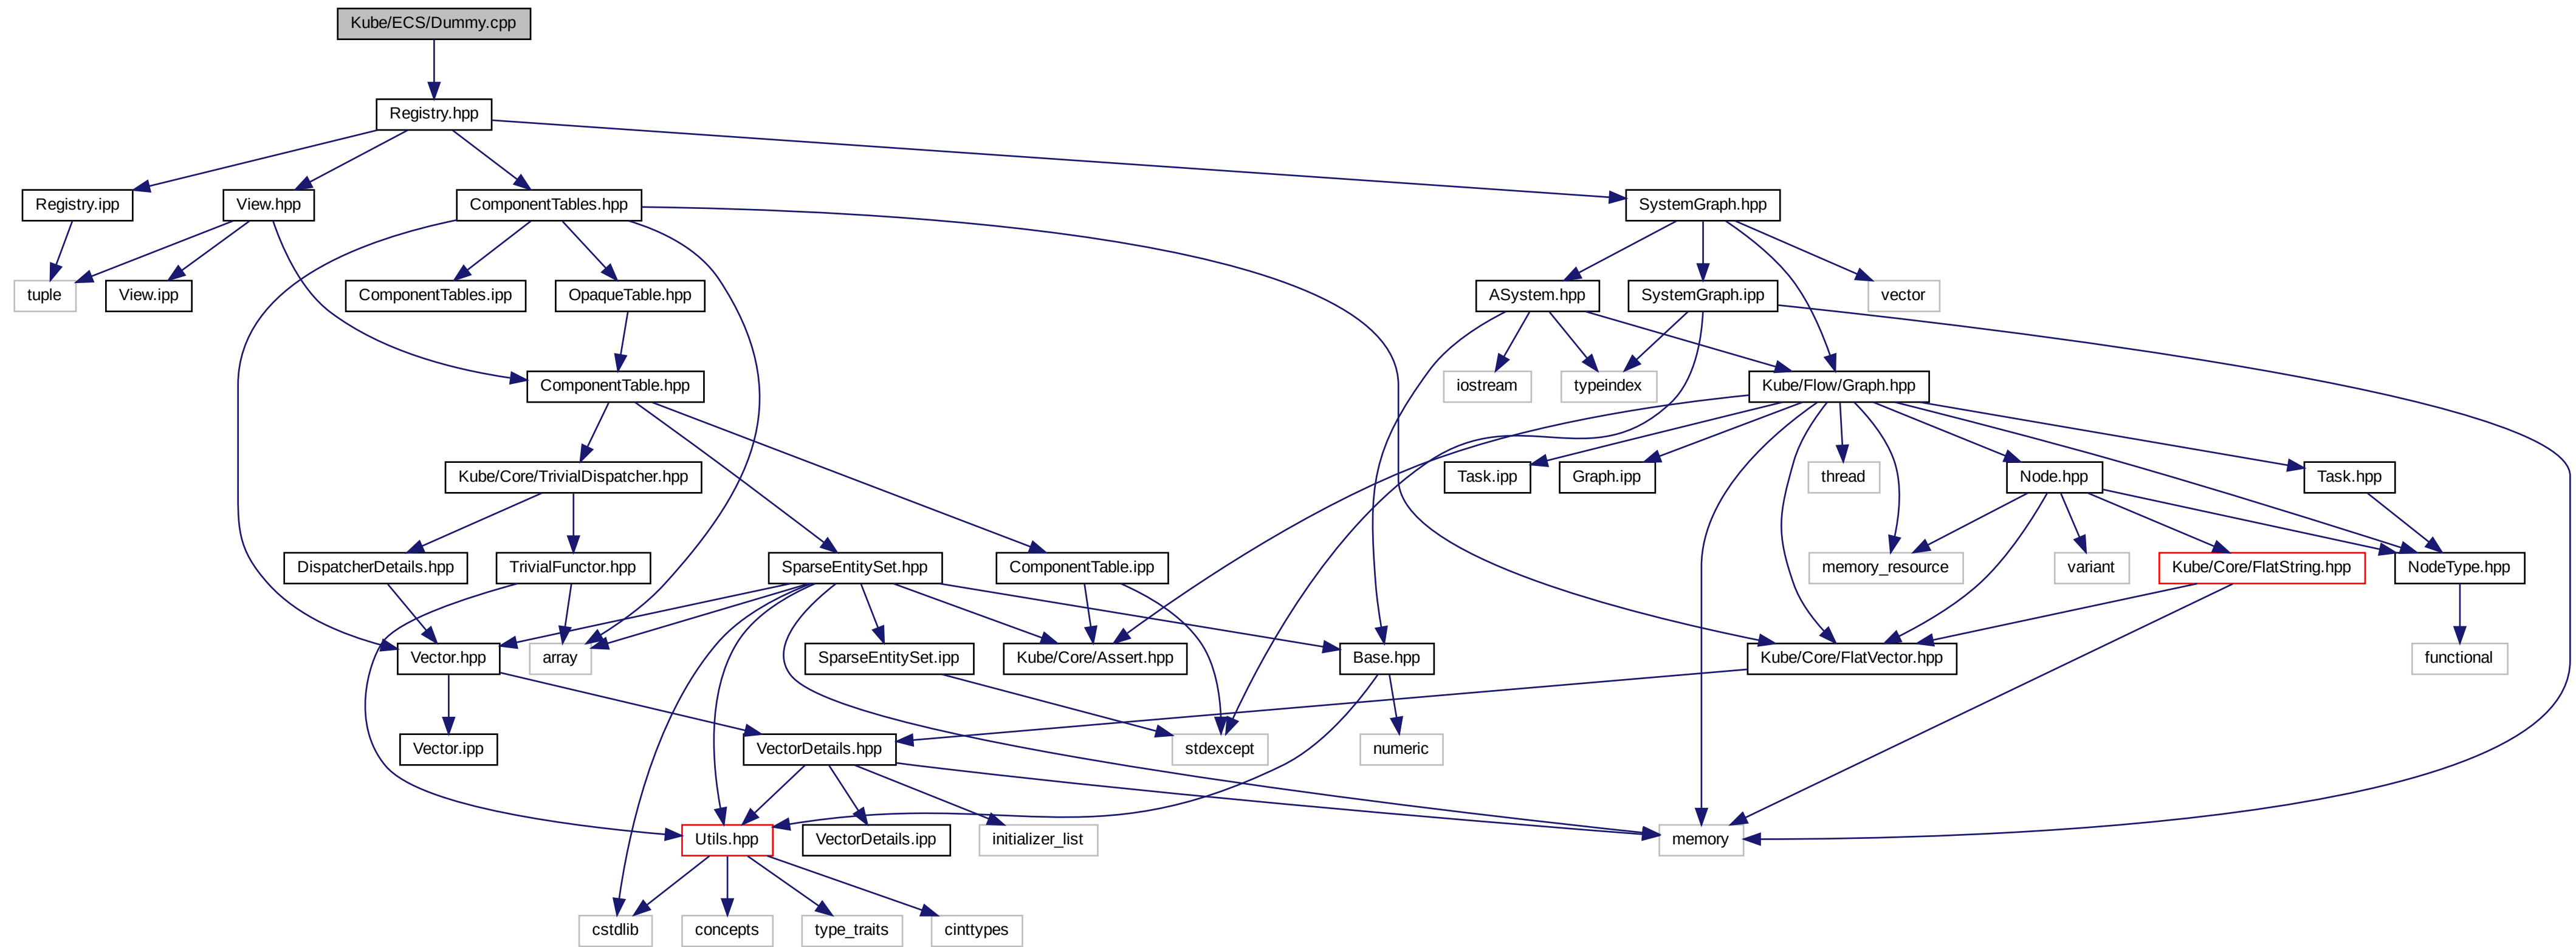 Kube/ECS/Dummy.cpp
Registry.hpp
Registry.ipp
View.hpp
ComponentTables.hpp
SystemGraph.hpp
tuple
View.ipp
ComponentTables.ipp
OpaqueTable.hpp
ASystem.hpp
SystemGraph.ipp
vector
ComponentTable.hpp
iostream
typeindex
Kube/Flow/Graph.hpp
Kube/Core/TrivialDispatcher.hpp
Task.ipp
Graph.ipp
thread
Node.hpp
Task.hpp
DispatcherDetails.hpp
TrivialFunctor.hpp
SparseEntitySet.hpp
ComponentTable.ipp
memory_resource
variant
Kube/Core/FlatString.hpp
NodeType.hpp
Vector.hpp
array
SparseEntitySet.ipp
Kube/Core/Assert.hpp
Base.hpp
Kube/Core/FlatVector.hpp
functional
Vector.ipp
VectorDetails.hpp
stdexcept
numeric
Utils.hpp
VectorDetails.ipp
initializer_list
memory
cstdlib
concepts
type_traits
cinttypes